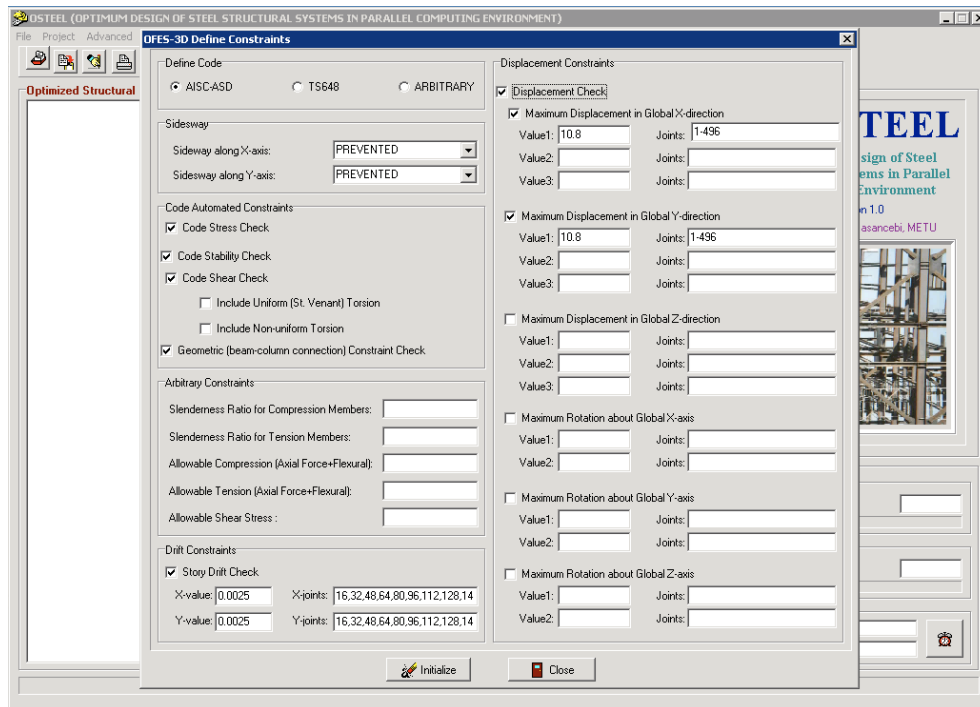 OSTEEL (OPTIMUM DESIGN OF STEEL STRUCTURAL SYSTEMS IN PARALLEL COMPUTING ENVIRONMENT)
File Project Advanced
OFES-3D Define Constraints
Optimized Structural
Define Code
AISC-ASD TS648 ARBITRARY
Sidesway
Sideway along X-axis: PREVENTED
Sidesway along Y-axis: PREVENTED
Code Automated Constraints
Code Stress Check
Code Stability Check
Code Shear Check
Include Uniform (St. Venant) Torsion
Include Non-uniform Torsion
Geometric (beam-column connection) Constraint Check
Arbitrary Constraints
Slenderness Ratio for Compression Members:
Slenderness Ratio for Tension Members:
Allowable Compression (Axial Force+Flexural):
Allowable Tension (Axial Force+Flexural):
Allowable Shear Stress :
Drift Constraints
Story Drift Check
X-value: 0.0025 X-joints: 16,32,48,64,80,96,112,128,14
Y-value: 0.0025 Y-joints: 16,32,48,64,80,96,112,128,14
Displacement Constraints
Displacement Check
Maximum Displacement in Global X-direction
Value1: 10.8 Joints: 1-496
Value2: Joints:
Value3: Joints:
Maximum Displacement in Global Y-direction
Value1: 10.8 Joints: 1-496
Value2: Joints:
Value3: Joints:
Maximum Displacement in Global Z-direction
Value1: Joints:
Value2: Joints:
Value3: Joints:
Maximum Rotation about Global X-axis
Value1: Joints:
Value2: Joints:
Maximum Rotation about Global Y-axis
Value1: Joints:
Value2: Joints:
Maximum Rotation about Global Z-axis
Value1: Joints:
Value2: Joints:
Initialize Close
TEEL
sign of Steel
ems in Parallel
Environment
n 1.0
asancebi, METU